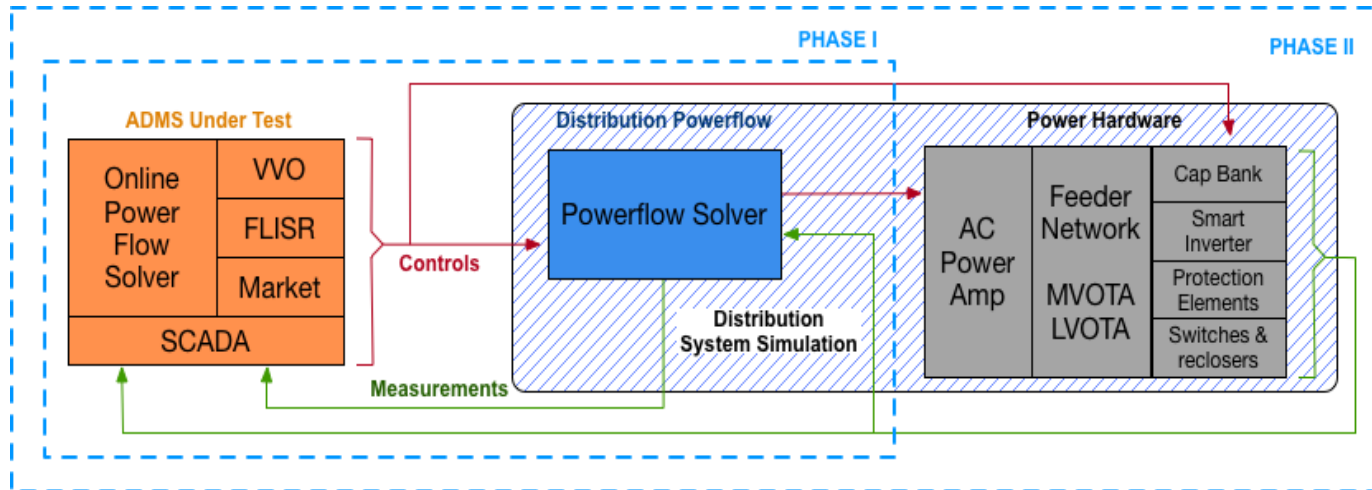 PHASE I
PHASE II
ADMS Under Test
Distribution Powerflow
Power Hardware
Online
Power
Flow
Solver
VVO
FLISR
Market
SCADA
Controls
Powerflow Solver
AC
Power
Amp
Feeder
Network
MVOTA
LVOTA
Cap Bank
Smart
Inverter
Protection
Elements
Switches &
reclosers
Distribution
System Simulation
Measurements